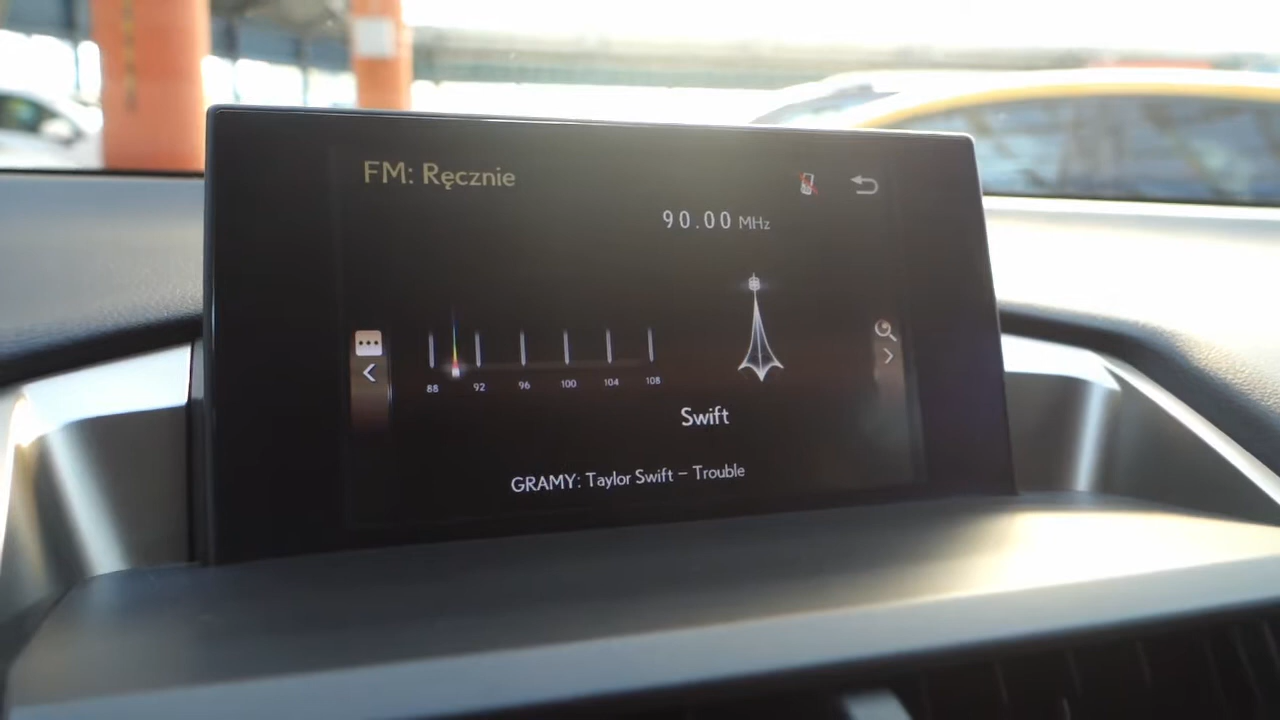 FM: Ręcznie
90.00 MHz
88 92 96 100 104 108
Swift
GRAMY: Taylor Swift – Trouble